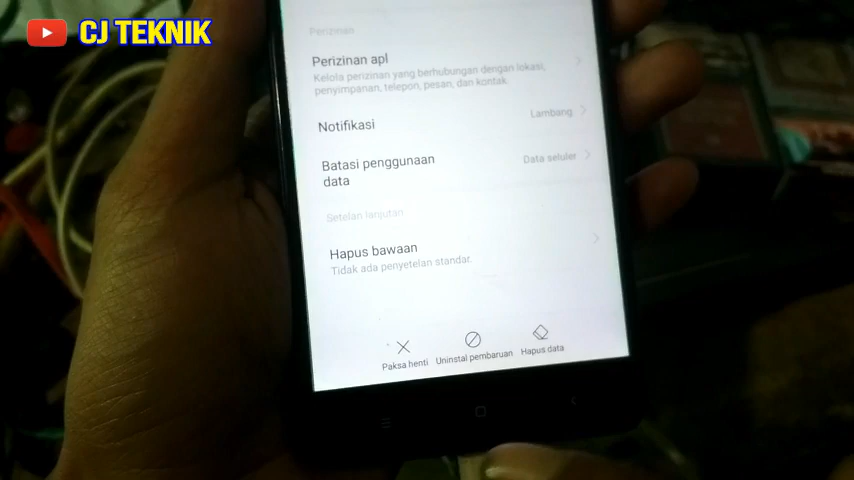 CJ TEKNIK
Perizinan
Perizinan apl
Kelola perizinan yang berhubungan dengan lokasi,
penyimpanan, telepon, pesan, dan kontak.
Notifikasi
Lambang
Batasi penggunaan
data
Data seluler
Setelan lanjutan
Hapus bawaan
Tidak ada penyetelan standar.
Paksa henti
Uninstal pembaruan
Hapus data